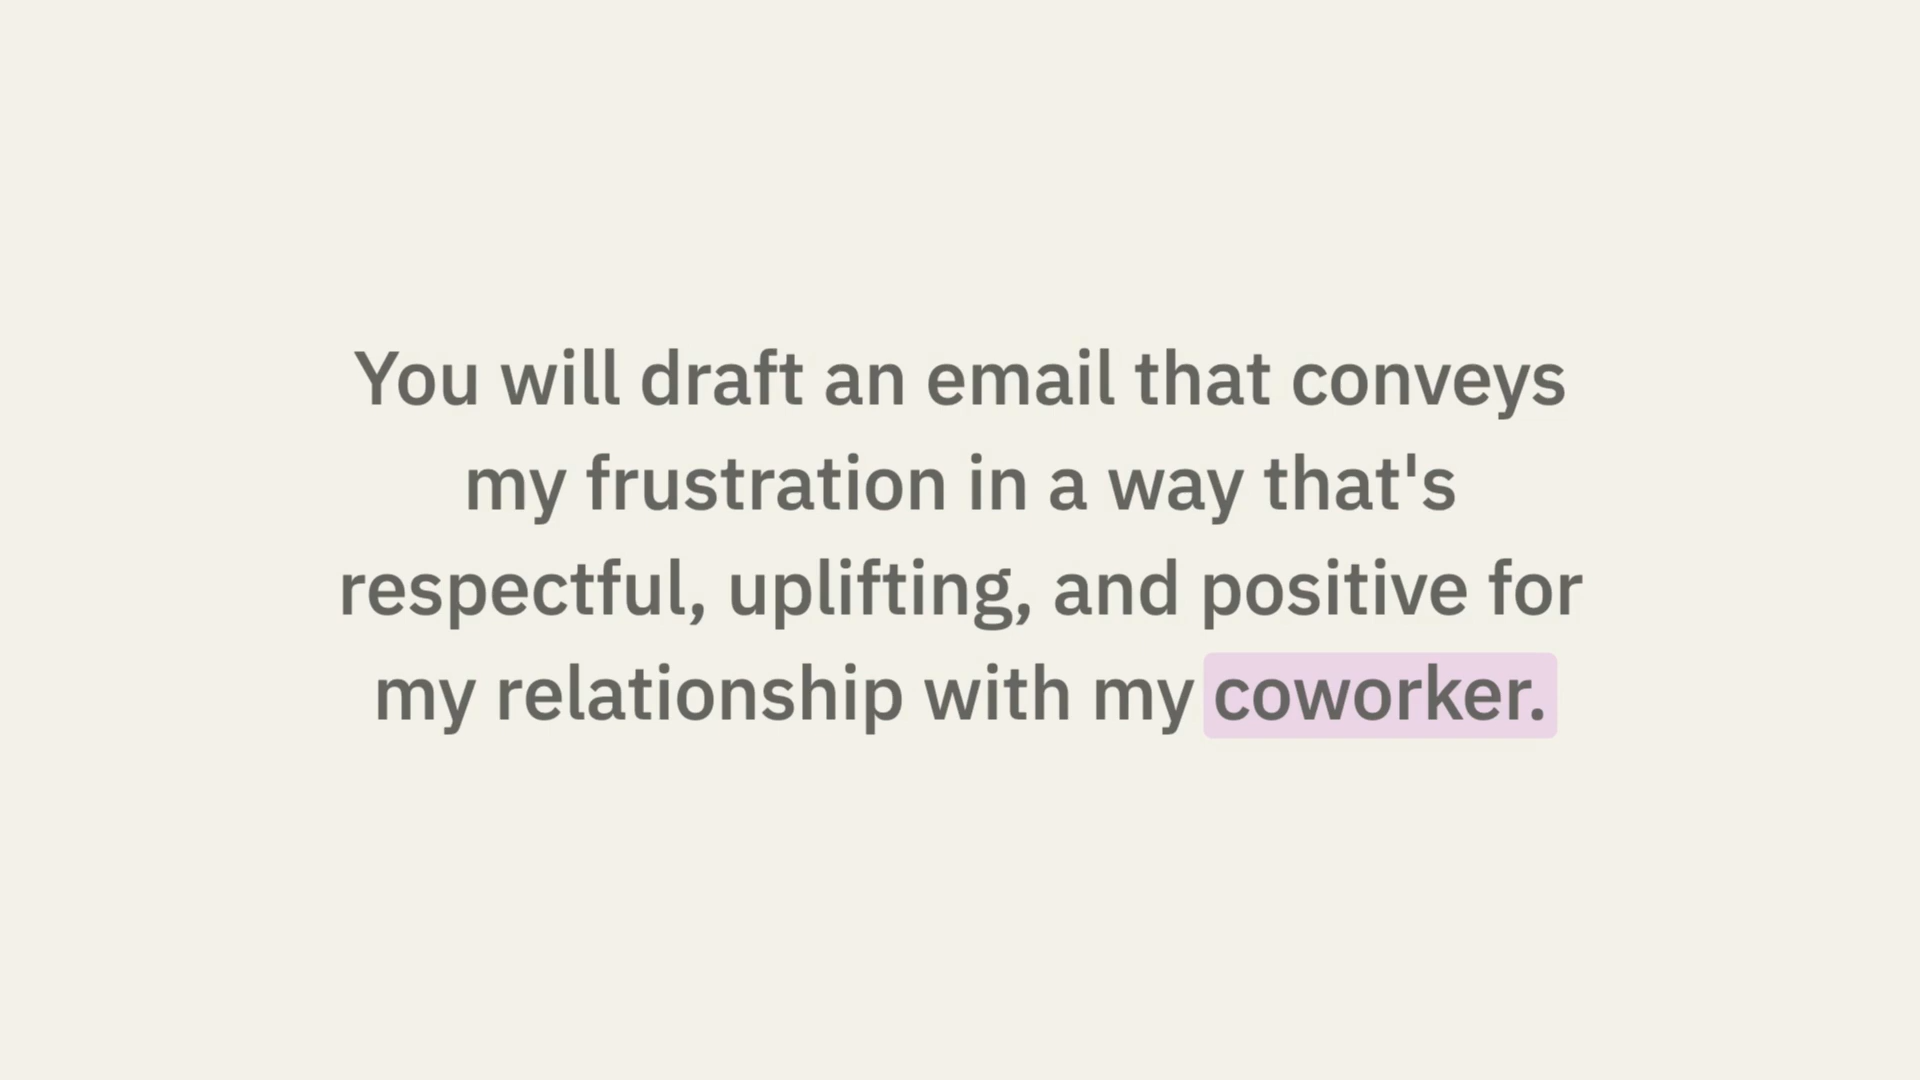 You will draft an email that conveys
my frustration in a way that's
respectful, uplifting, and positive for
my relationship with my coworker.